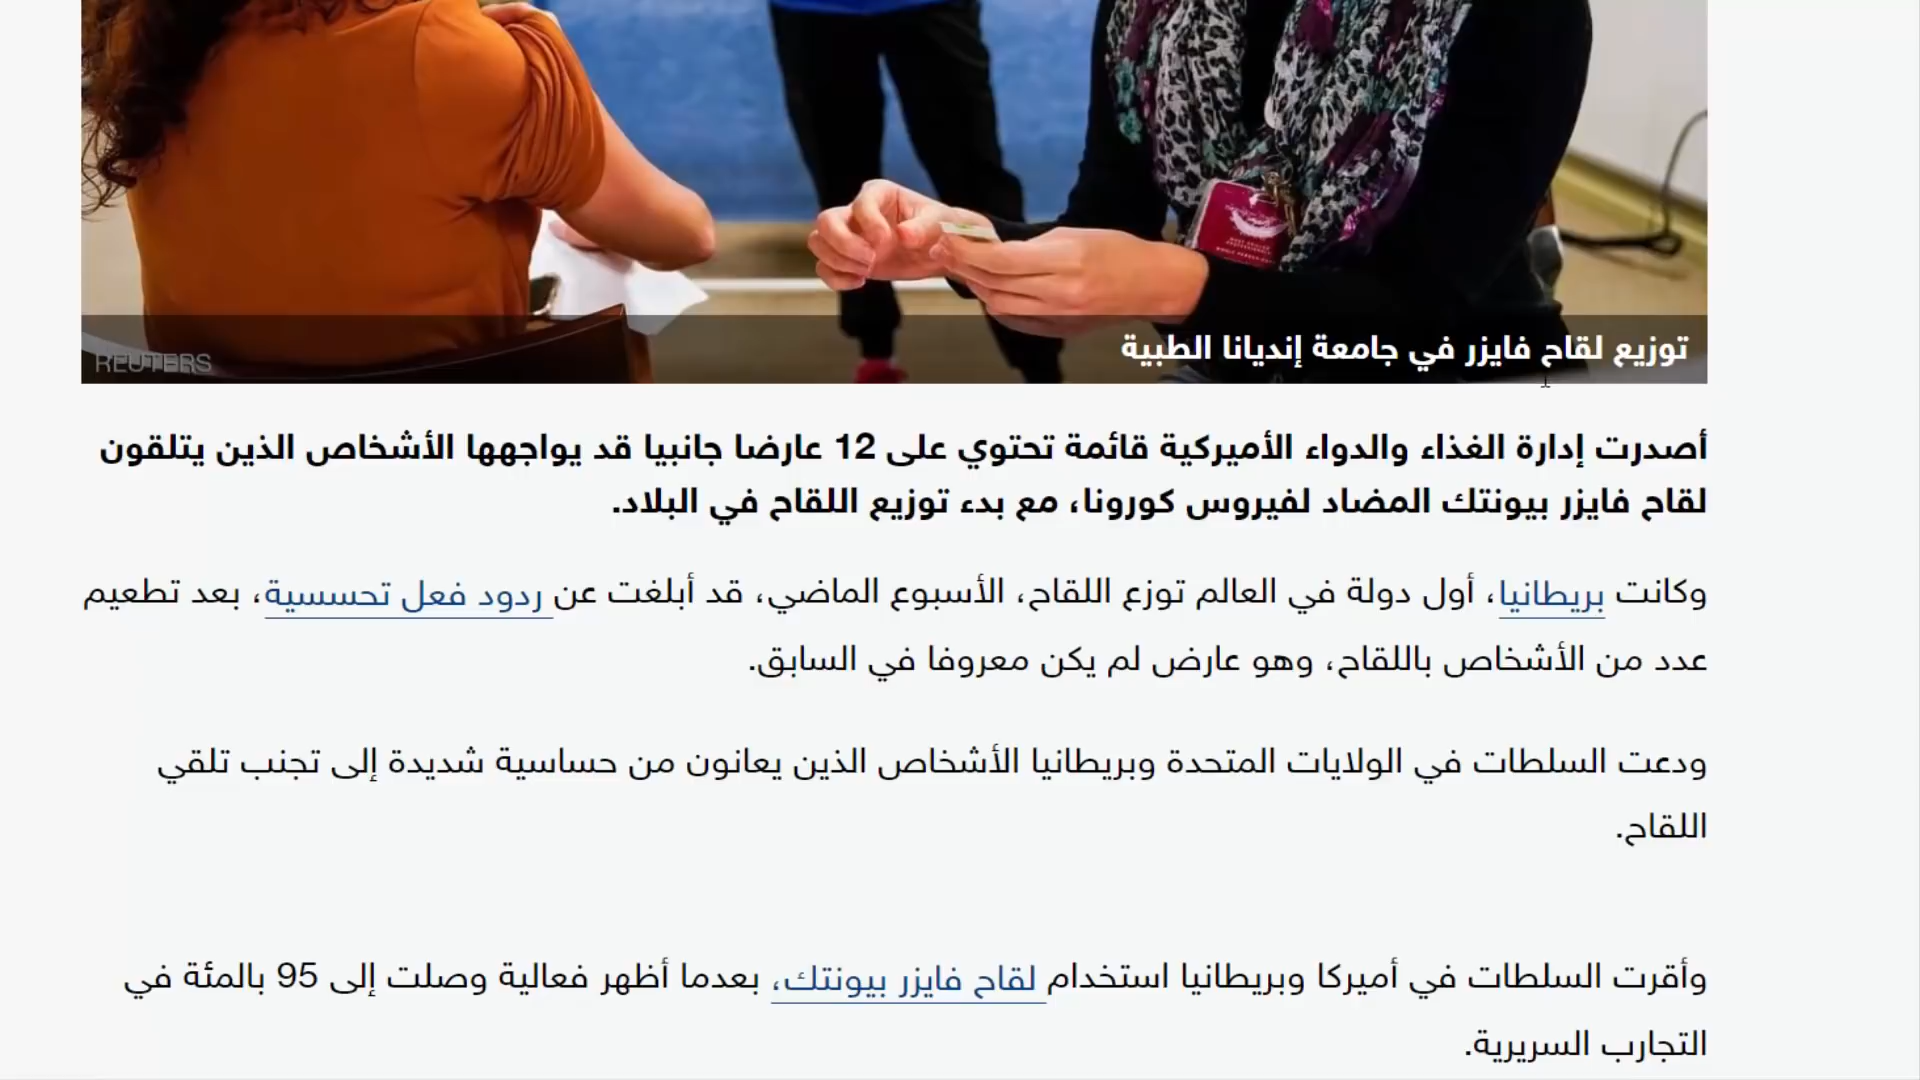 توزيع لقاح فايزر في جامعة إنديانا الطبية
REUTERS
أصدرت إدارة الغذاء والدواء الأميركية قائمة تحتوي على 12 عارضا جانبيا قد يواجهها الأشخاص الذين يتلقون
لقاح فايزر بيونتك المضاد لفيروس كورونا، مع بدء توزيع اللقاح في البلاد.
وكانت بريطانيا، أول دولة في العالم توزع اللقاح، الأسبوع الماضي، قد أبلغت عن ردود فعل تحسسية، بعد تطعيم
عدد من الأشخاص باللقاح، وهو عارض لم يكن معروفا في السابق.
ودعت السلطات في الولايات المتحدة وبريطانيا الأشخاص الذين يعانون من حساسية شديدة إلى تجنب تلقي
اللقاح.
وأقرت السلطات في أميركا وبريطانيا استخدام لقاح فايزر بيونتك، بعدما أظهر فعالية وصلت إلى 95 بالمئة في
التجارب السريرية.